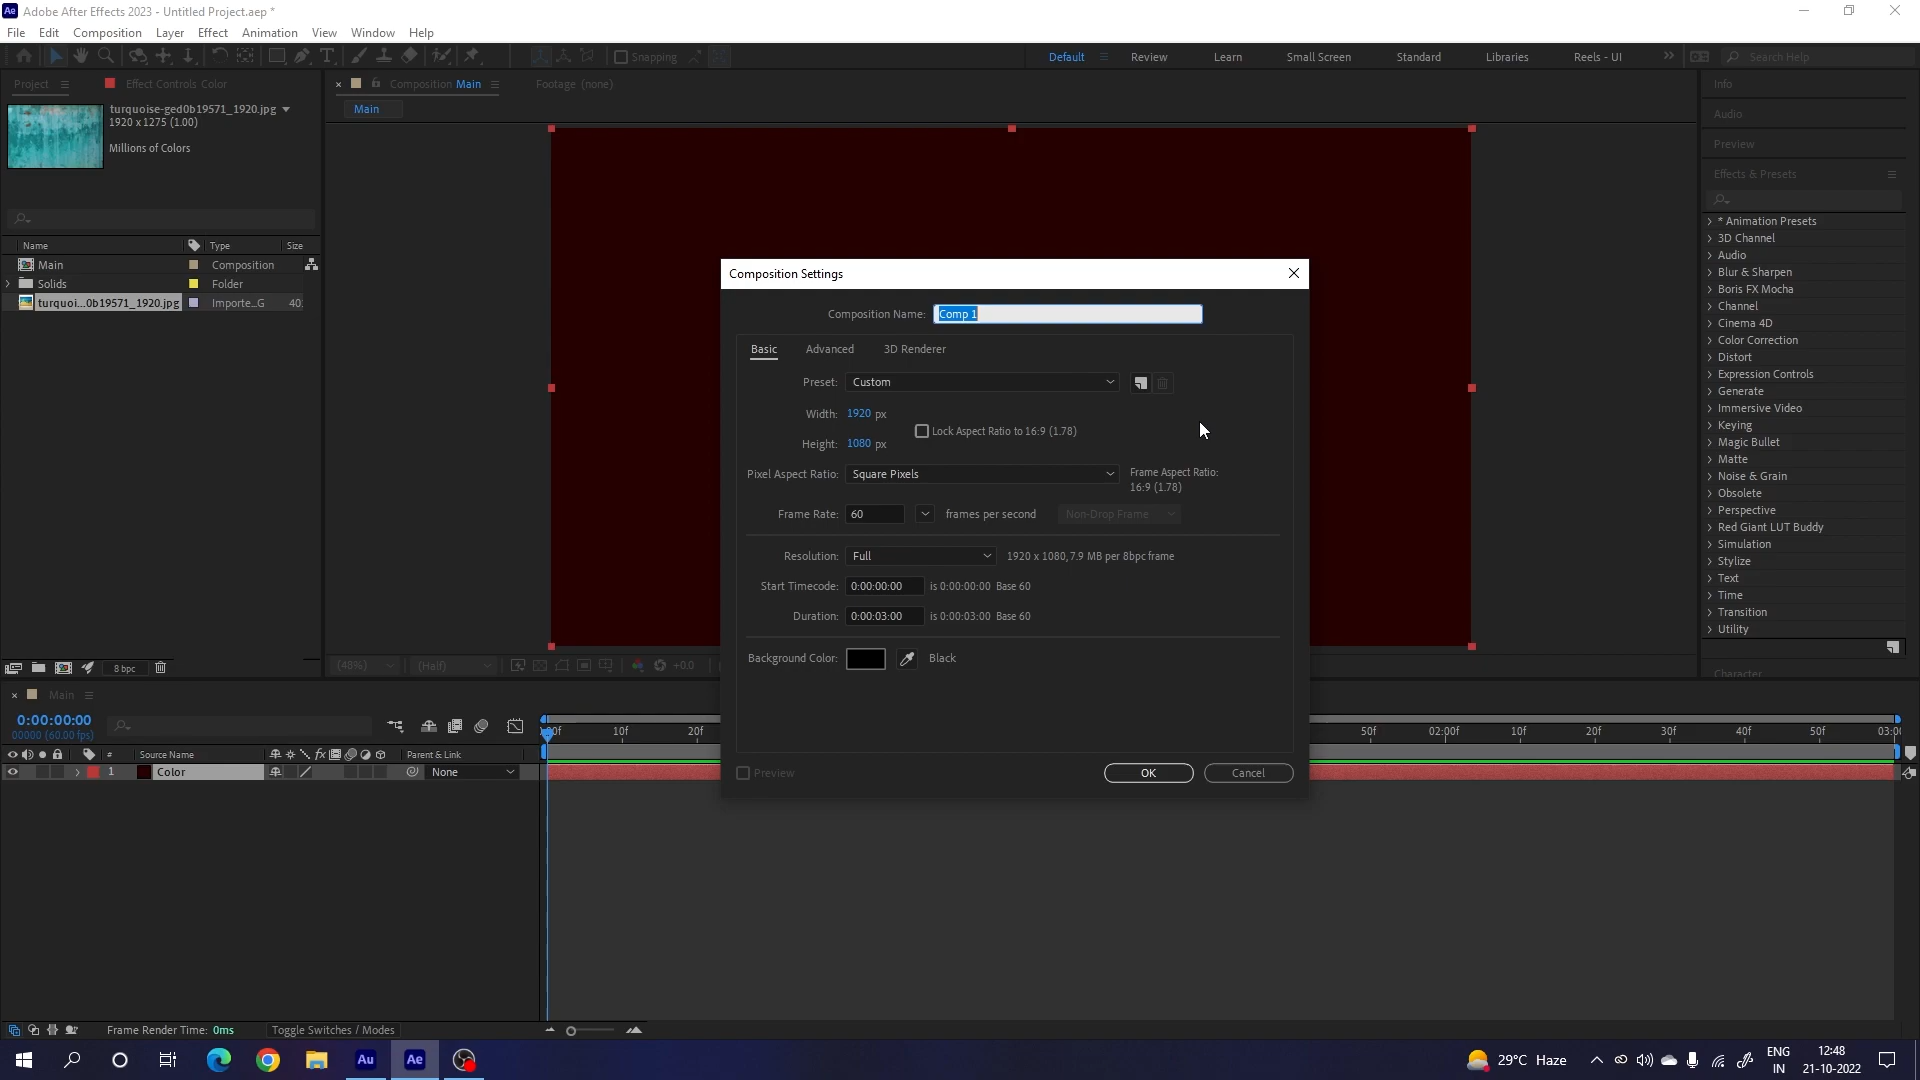 Ae Adobe After Effects 2023 - Untitled Project.aep *
File Edit Composition Layer Effect Animation View Window Help
Snapping
Default Review Learn Small Screen Standard Libraries Reels - UI Search Help
Project Effect Controls Color
turquoise-ged0b19571_1920.jpg
1920 x 1275 (1.00)
Millions of Colors
Name Type Size
Main Composition
Solids Folder
turquoi...0b19571_1920.jpg Importe...G 40
8 bpc
Composition Main
Footage (none)
Main
(48%) (Half) +0.0
Composition Settings
Composition Name: Comp 1
Basic Advanced 3D Renderer
Preset: Custom
Width: 1920 px
Lock Aspect Ratio to 16:9 (1.78)
Height: 1080 px
Pixel Aspect Ratio: Square Pixels Frame Aspect Ratio:
16:9 (1.78)
Frame Rate: 60 frames per second Non-Drop Frame
Resolution: Full 1920 x 1080, 7.9 MB per 8bpc frame
Start Timecode: 0:00:00:00 is 0:00:00:00 Base 60
Duration: 0:00:03:00 is 0:00:03:00 Base 60
Background Color: Black
Preview OK Cancel
Info
Audio
Preview
Effects & Presets
* Animation Presets
3D Channel
Audio
Blur & Sharpen
Boris FX Mocha
Channel
Cinema 4D
Color Correction
Distort
Expression Controls
Generate
Immersive Video
Keying
Magic Bullet
Matte
Noise & Grain
Obsolete
Perspective
Red Giant LUT Buddy
Simulation
Stylize
Text
Time
Transition
Utility
Character
Main
0:00:00:00
00000 (60.00 fps)
:00f 10f 20f 50f 02:00f 10f 20f 30f 40f 50f 03:00
# Source Name fx Parent & Link
1 Color None
Frame Render Time: 0ms Toggle Switches / Modes
Au Ae 29°C Haze ENG
IN
12:48
21-10-2022